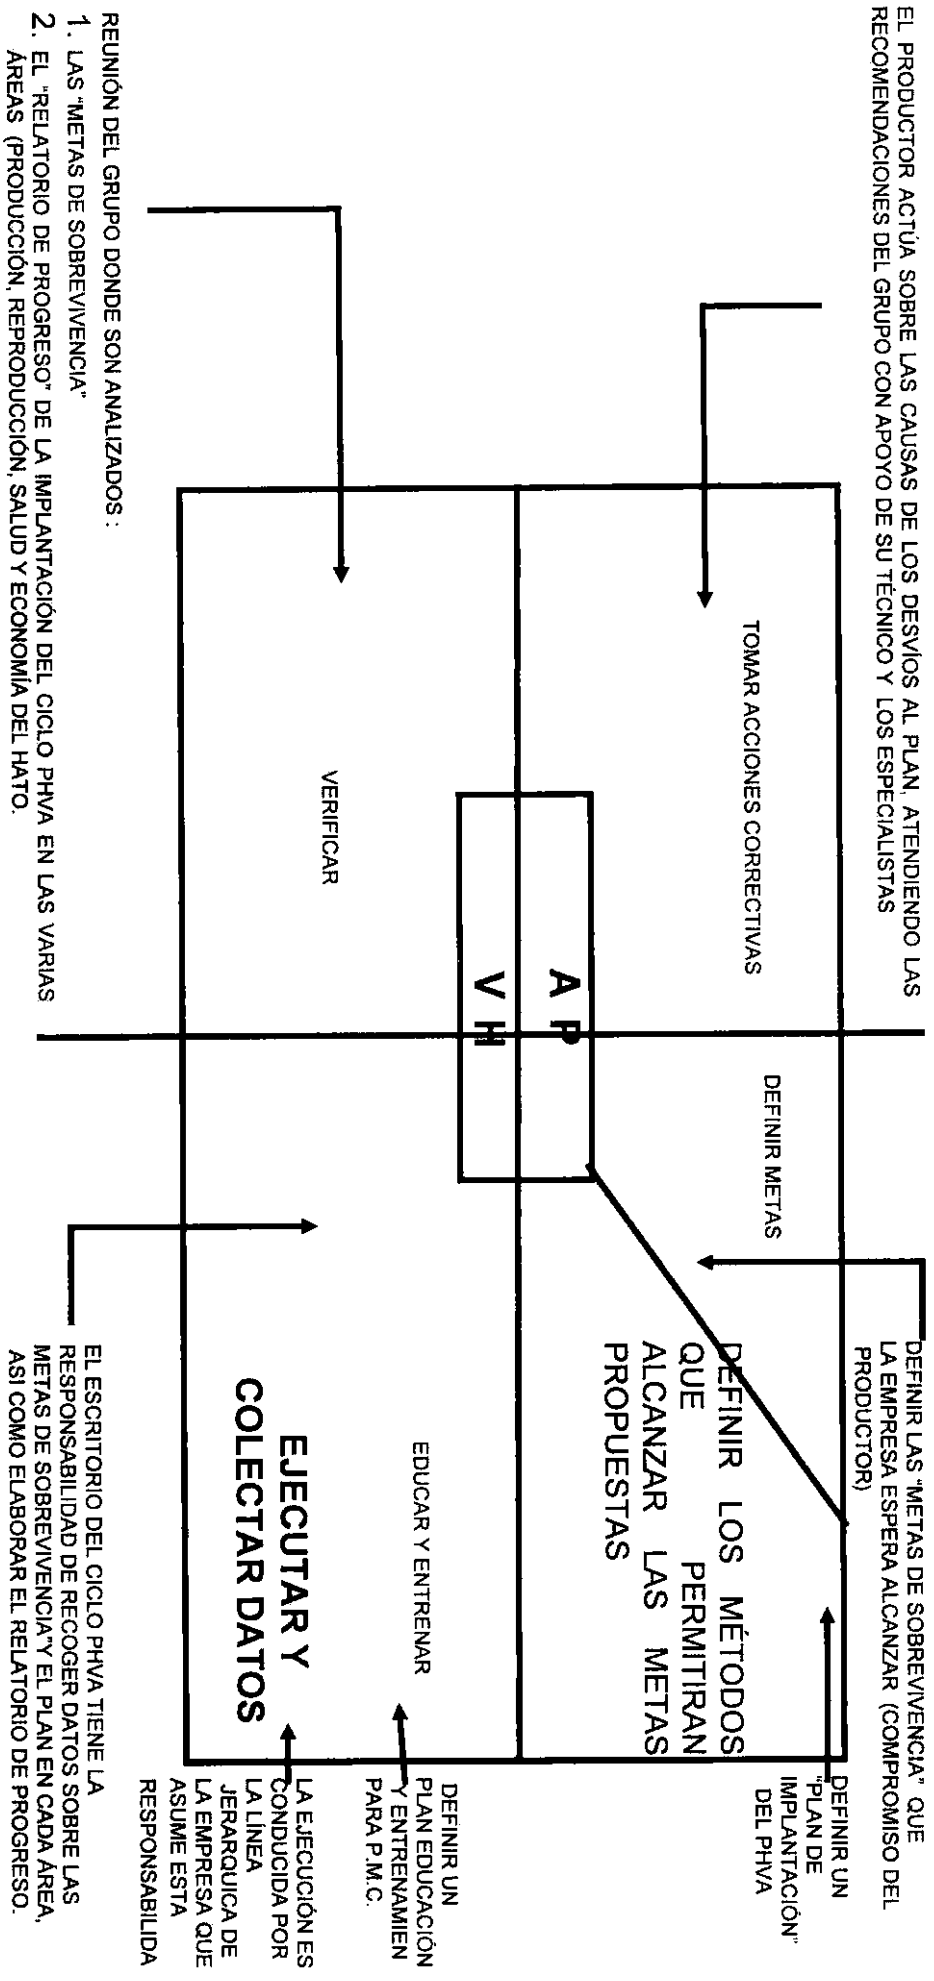 EL PRODUCTOR ACTÚA SOBRE LAS CAUSAS DE LOS DESVÍOS AL PLAN, ATENDIENDO LAS
RECOMENDACIONES DEL GRUPO CON APOYO DE SU TÉCNICO Y LOS ESPECIALISTAS
DEFINIR LAS "METAS DE SOBREVIVENCIA" QUE
LA EMPRESA ESPERA ALCANZAR (COMPROMISO DEL
PRODUCTOR)
DEFINIR UN
"PLAN DE
IMPLANTACIÓN"
DEL PHVA
TOMAR ACCIONES CORRECTIVAS
DEFINIR METAS
DEFINIR LOS MÉTODOS
QUE PERMITIRAN
ALCANZAR LAS METAS
PROPUESTAS
A P
V H
VERIFICAR
EDUCAR Y ENTRENAR
EJECUTAR Y
COLECTAR DATOS
DEFINIR UN
PLAN EDUCACIÓN
Y ENTRENAMIEN
PARA P.M.C.
LA EJECUCIÓN ES
CONDUCIDA POR
LA LÍNEA
JERARQUICA DE
LA EMPRESA QUE
ASUME ESTA
RESPONSABILIDA
REUNIÓN DEL GRUPO DONDE SON ANALIZADOS :
1. LAS "METAS DE SOBREVIVENCIA"
2. EL "RELATORIO DE PROGRESO" DE LA IMPLANTACIÓN DEL CICLO PHVA EN LAS VARIAS
ÁREAS (PRODUCCIÓN, REPRODUCCIÓN, SALUD Y ECONOMÍA DEL HATO.
EL ESCRITORIO DEL CICLO PHVA TIENE LA
RESPONSABILIDAD DE RECOGER DATOS SOBRE LAS
METAS DE SOBREVIVENCIA"Y EL PLAN EN CADA ÁREA,
ASI COMO ELABORAR EL RELATORIO DE PROGRESO.